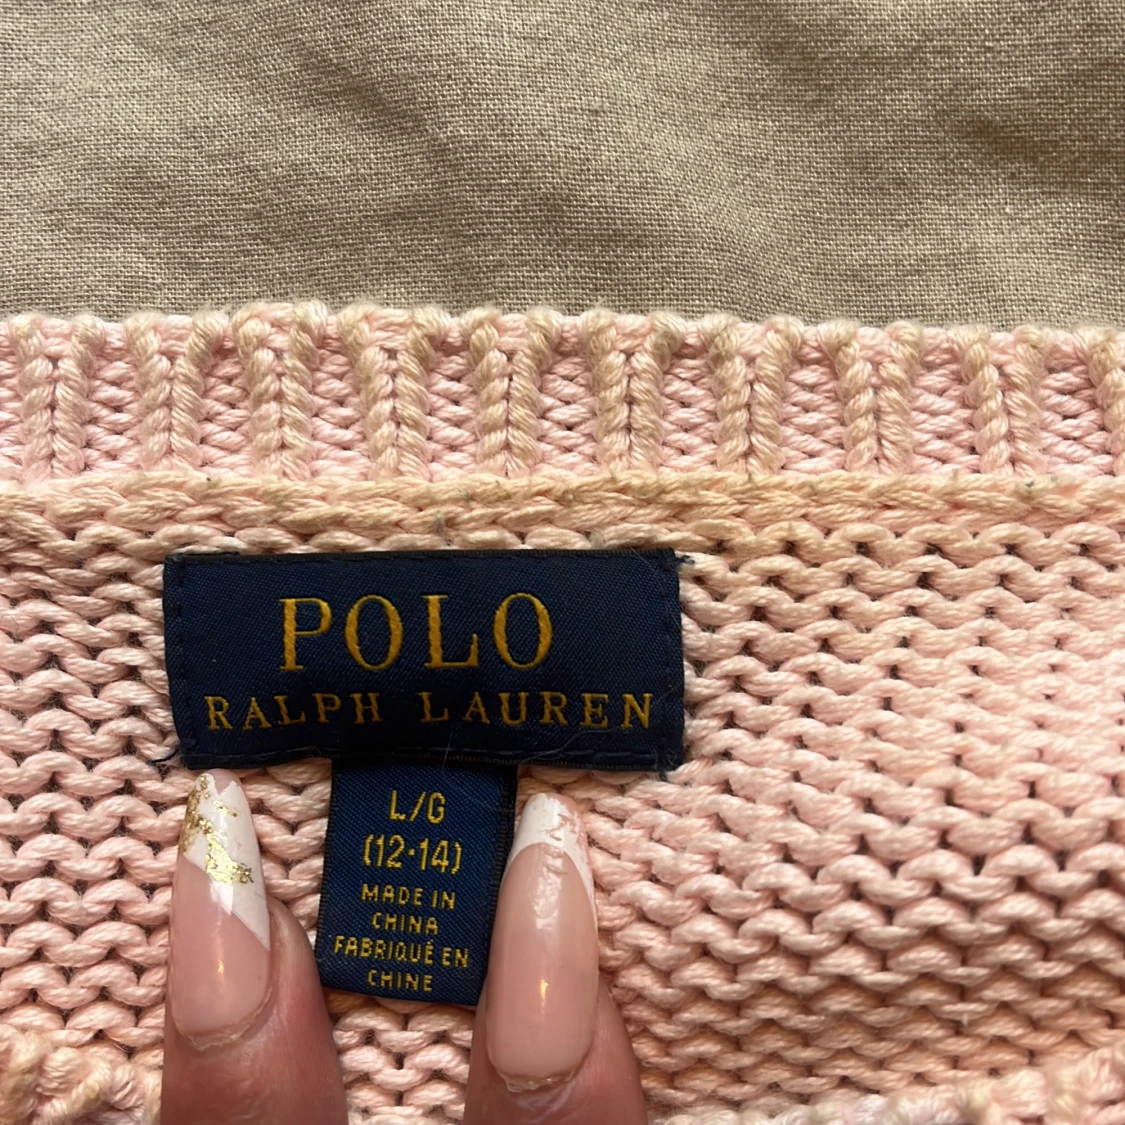 POLO
RALPH LAUREN
L/G
(12-14)
MADE IN
CHINA
FABRIQUÉ EN
CHINE